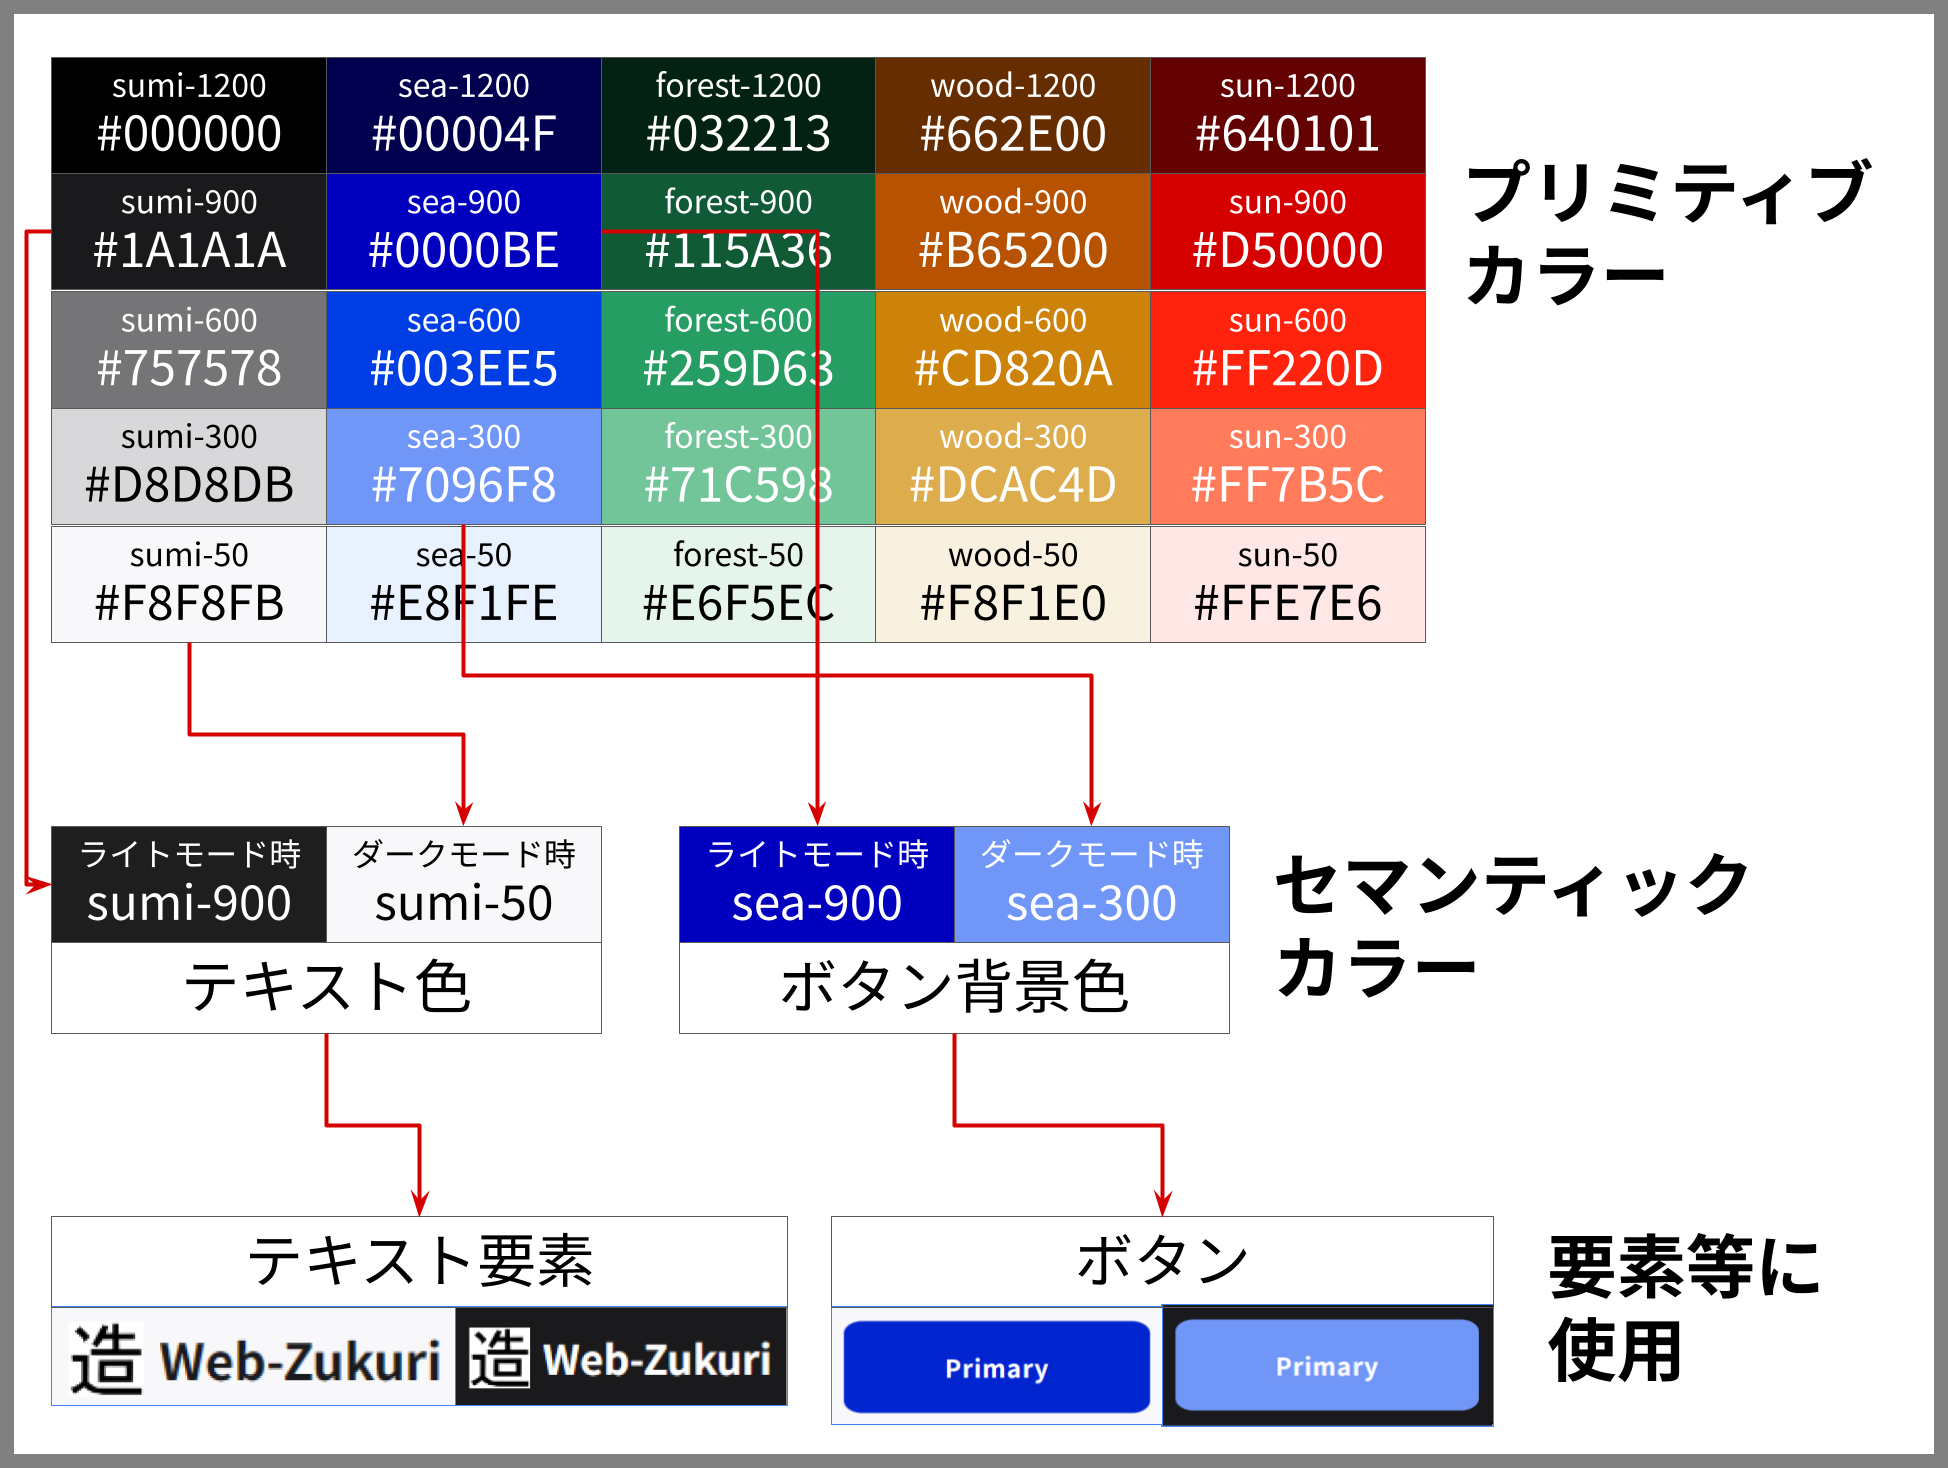 sumi-1200 sea-1200 forest-1200 wood-1200 sun-1200
#000000 #00004F #032213 #662E00 #640101
sumi-900 sea-900 forest-900 wood-900 sun-900
#1A1A1A #0000BE #115A36 #B65200 #D50000
sumi-600 sea-600 forest-600 wood-600 sun-600
#757578 #003EE5 #259D63 #CD820A #FF220D
sumi-300 sea-300 forest-300 wood-300 sun-300
#D8D8DB #7096F8 #71C598 #DCAC4D #FF7B5C
sumi-50 sea-50 forest-50 wood-50 sun-50
#F8F8FB #E8F1FE #E6F5EC #F8F1E0 #FFE7E6
プリミティブ
カラー
ライトモード時 ダークモード時 ライトモード時 ダークモード時
sumi-900 sumi-50 sea-900 sea-300
テキスト色 ボタン背景色
セマンティック
カラー
テキスト要素 ボタン
造 Web-Zukuri 造 Web-Zukuri Primary Primary
要素等に
使用